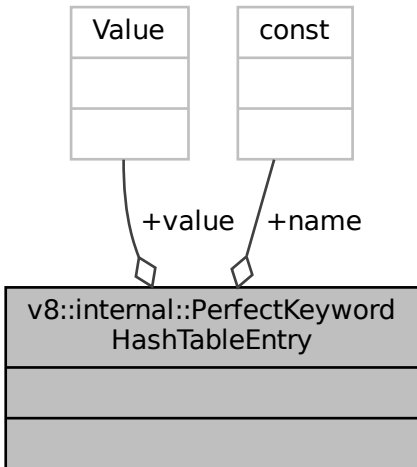 Value
const
+value
+name
v8::internal::PerfectKeyword
HashTableEntry